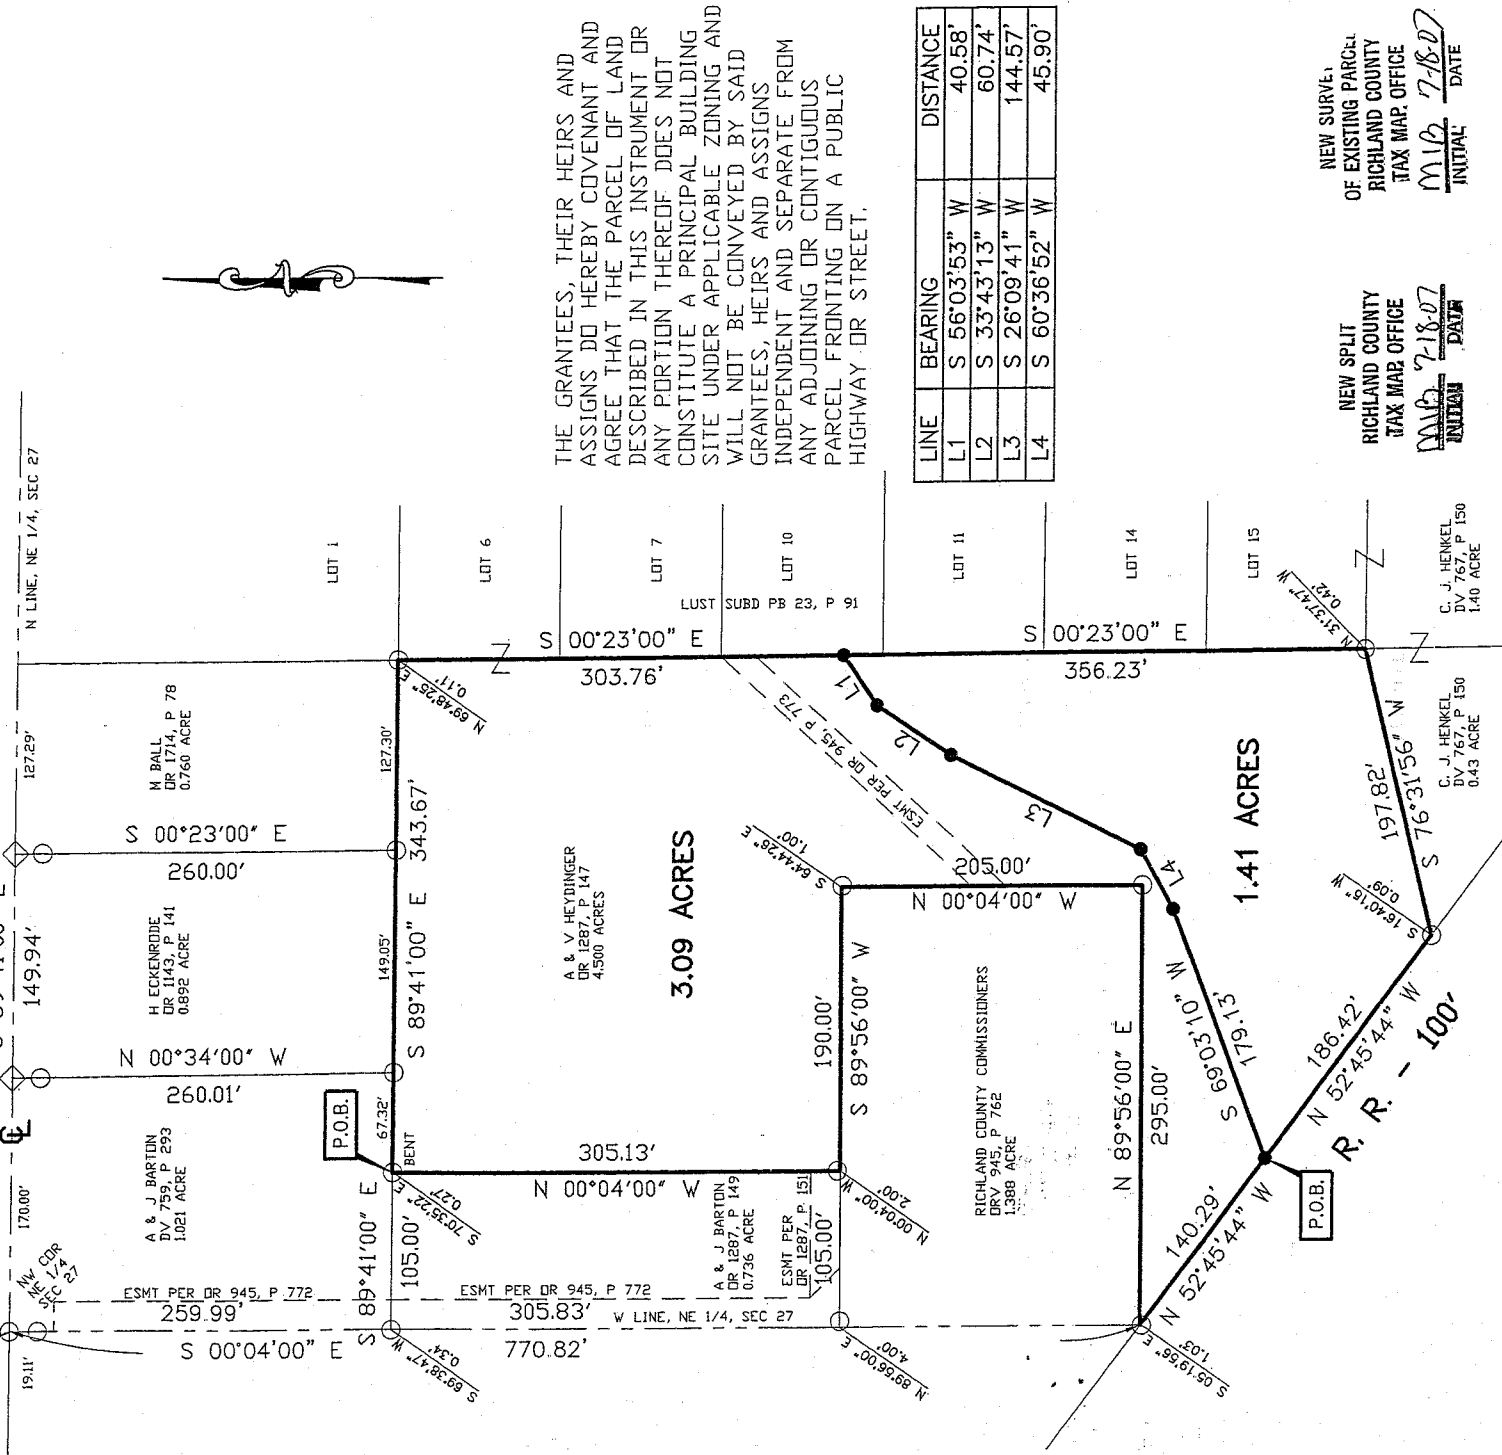 N LINE, NE 1/4, SEC 27
127.29'
149.94'
170.00'
19.11'
NW COR
NE 1/4
SEC 27
M BALL
OR 1714, P 78
0.760 ACRE
S 00°23'00" E
260.00'
H ECKENRODE
OR 1143, P 141
0.892 ACRE
N 00°34'00" W
260.01'
A & J BARTON
DV 759, P 293
1.021 ACRE
ESMT PER OR 945, P 772
259.99'
S 00°04'00" E
P.O.B.
BENT
67.32'
149.05'
127.30'
S 89°41'00" E 343.67'
S 89°41'00" E
105.00'
S 70°35'22" E
0.27'
S 69°38'47" W
0.34'
N 69°48'25" E
0.11'
LOT 1
LOT 6
LOT 7
LOT 10
LOT 11
LOT 14
LOT 15
LUST SUBD PB 23, P 91
S 00°23'00" E
303.76'
S 00°23'00" E
356.23'
A & V HEYDINGER
OR 1287, P 147
4.500 ACRES
3.09 ACRES
305.13'
N 00°04'00" W
ESMT PER OR 945, P 772
305.83'
W LINE, NE 1/4, SEC 27
770.82'
A & J BARTON
OR 1287, P 149
0.736 ACRE
ESMT PER
OR 1287, P 151
105.00'
N 00°04'00" W
2.00'
N 89°56'00" E
4.00'
190.00'
S 89°56'00" W
S 64°44'26" E
1.00'
ESMT PER OR 945, P 773
L1
L2
L3
L4
205.00'
N 00°04'00" W
RICHLAND COUNTY COMMISSIONERS
ORV 945, P 762
1.388 ACRE
N 89°56'00" E
295.00'
1.41 ACRES
S 69°03'10" W
179.13'
N 31°37'47" W
0.42'
197.82'
S 76°31'56" W
S 16°40'15" W
0.09'
186.42'
N 52°45'44" W
140.29'
N 52°45'44" W
S 05°19'56" E
1.03'
P.O.B.
R. R. - 100'
C. J. HENKEL
DV 767, P 150
0.43 ACRE
C. J. HENKEL
DV 767, P 150
1.40 ACRE
THE GRANTEES, THEIR HEIRS AND
ASSIGNS DO HEREBY COVENANT AND
AGREE THAT THE PARCEL OF LAND
DESCRIBED IN THIS INSTRUMENT OR
ANY PORTION THEREOF DOES NOT
CONSTITUTE A PRINCIPAL BUILDING
SITE UNDER APPLICABLE ZONING AND
WILL NOT BE CONVEYED BY SAID
GRANTEES, HEIRS AND ASSIGNS
INDEPENDENT AND SEPARATE FROM
ANY ADJOINING OR CONTIGUOUS
PARCEL FRONTING ON A PUBLIC
HIGHWAY OR STREET.
LINE BEARING DISTANCE
L1 S 56°03'53" W 40.58'
L2 S 33°43'13" W 60.74'
L3 S 26°09'41" W 144.57'
L4 S 60°36'52" W 45.90'
NEW SPLIT
RICHLAND COUNTY
TAX MAP OFFICE
MB 7-18-07
INITIAL DATE
NEW SURVEY
OF EXISTING PARCEL
RICHLAND COUNTY
TAX MAP OFFICE
MB 7-18-07
INITIAL DATE